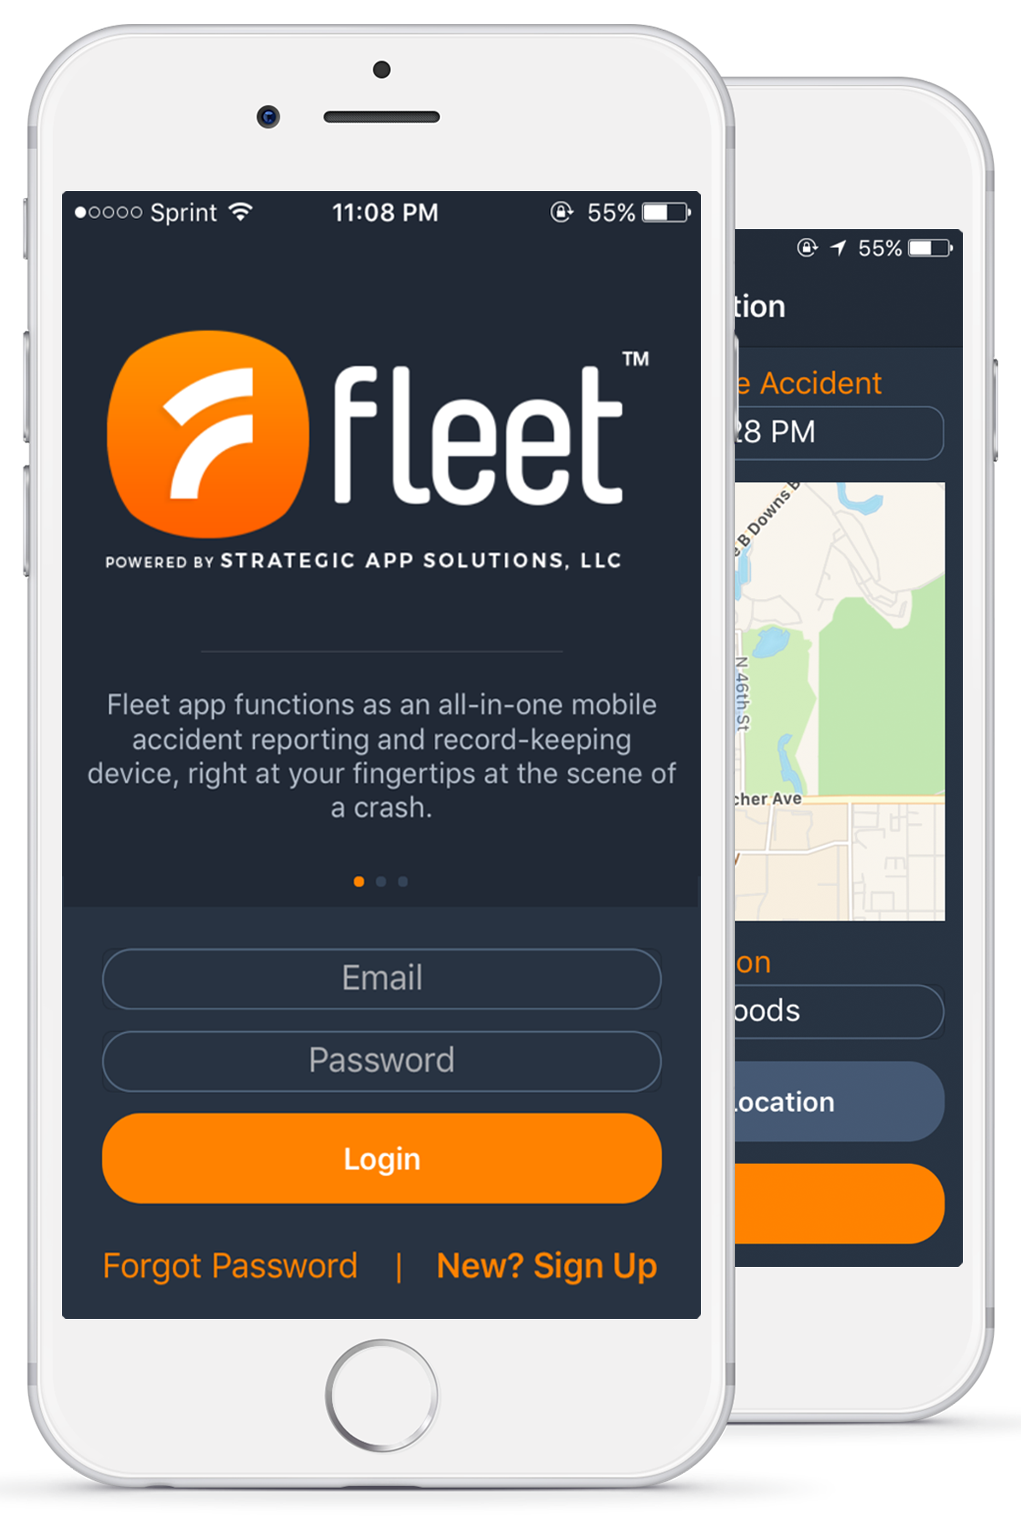 Sprint 11:08 PM 55%
fleet™
POWERED BY STRATEGIC APP SOLUTIONS, LLC
Fleet app functions as an all-in-one mobile
accident reporting and record-keeping
device, right at your fingertips at the scene of
a crash.
Email
Password
Login
Forgot Password | New? Sign Up
55%
tion
e Accident
28 PM
e B Downs B
N 46th St
cher Ave
on
oods
Location